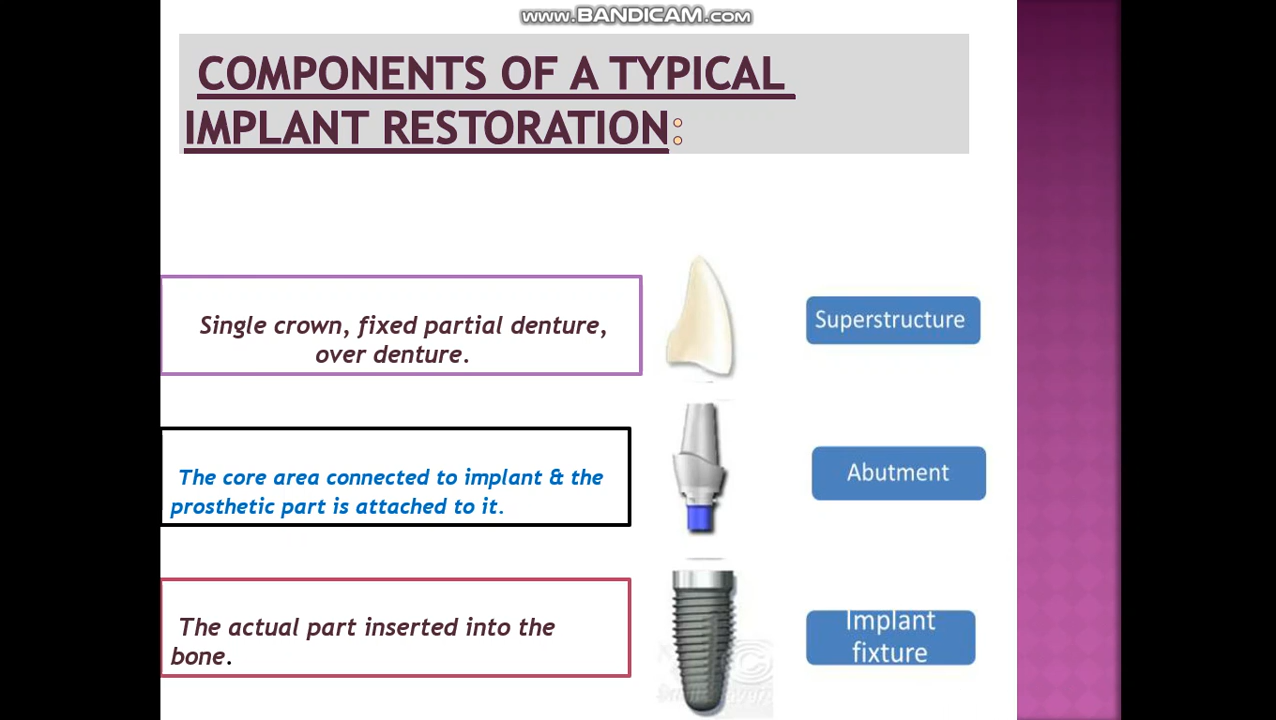 www.BANDICAM.com
COMPONENTS OF A TYPICAL
IMPLANT RESTORATION:
Single crown, fixed partial denture,
over denture.
Superstructure
The core area connected to implant & the
prosthetic part is attached to it.
Abutment
The actual part inserted into the
bone.
Implant
fixture